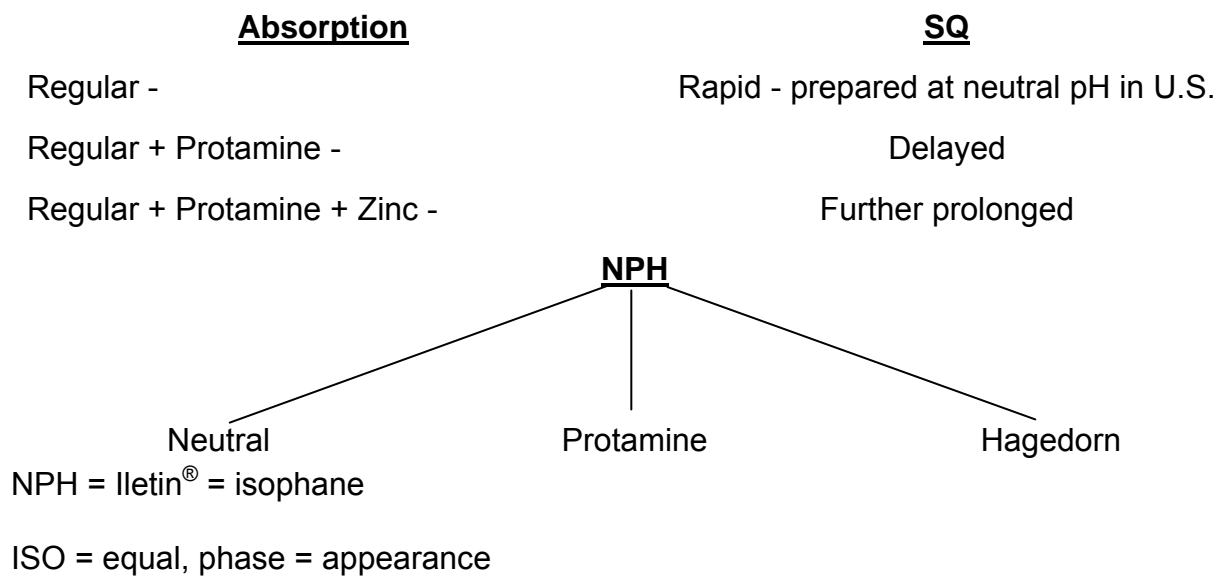 Absorption SQ
Regular - Rapid - prepared at neutral pH in U.S.
Regular + Protamine - Delayed
Regular + Protamine + Zinc - Further prolonged
NPH
Neutral Protamine Hagedorn
NPH = Iletin® = isophane
ISO = equal, phase = appearance